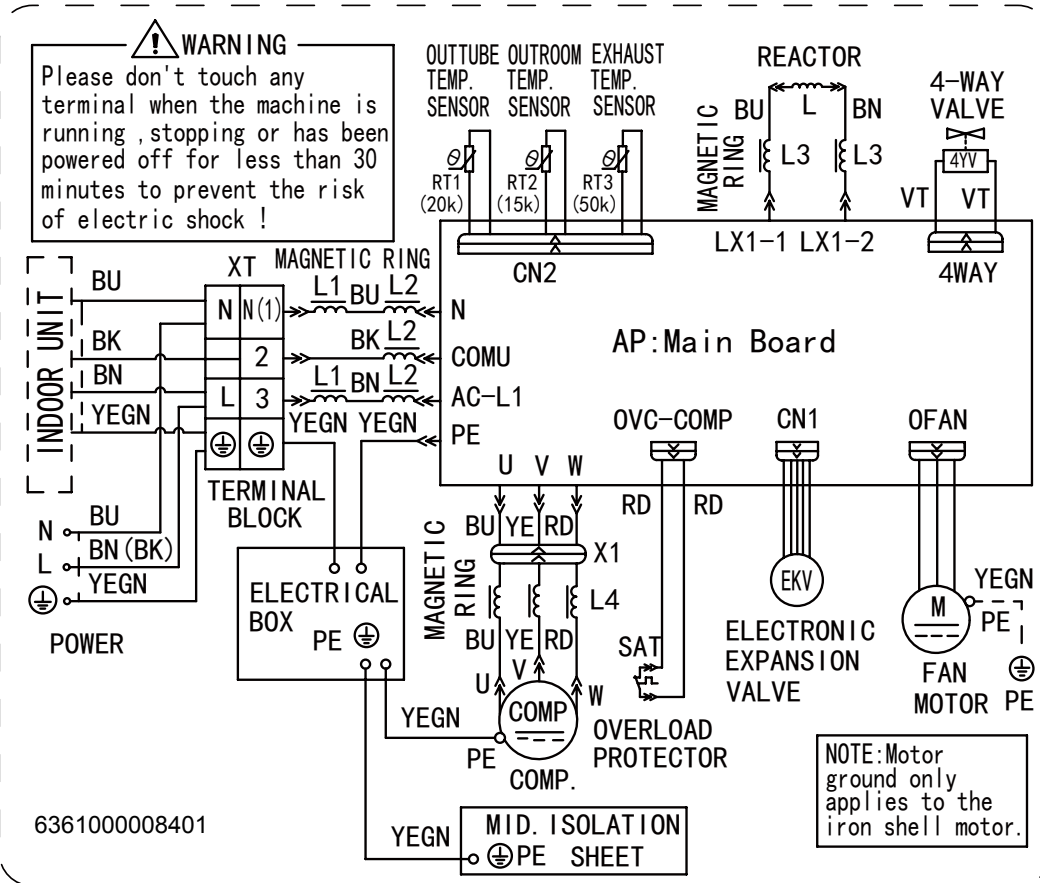 WARNING
Please don't touch any
terminal when the machine is
running ,stopping or has been
powered off for less than 30
minutes to prevent the risk
of electric shock !
OUTTUBE OUTROOM EXHAUST
TEMP. TEMP. TEMP.
SENSOR SENSOR SENSOR
θ θ θ
RT1 RT2 RT3
(20k) (15k) (50k)
CN2
REACTOR
BU L BN
MAGNETIC
RING
L3 L3
LX1-1 LX1-2
4-WAY
VALVE
4YV
VT VT
4WAY
INDOOR UNIT
BU
BK
BN
YEGN
XT
N N(1)
2
L 3
TERMINAL
BLOCK
MAGNETIC RING
L1 BU L2
N
BK L2
COMU
L1 BN L2
AC-L1
YEGN YEGN
PE
AP:Main Board
OVC-COMP CN1 OFAN
U V W
RD RD
N BU
L BN(BK)
YEGN
POWER
ELECTRICAL
BOX
PE
BU YE RD
X1
MAGNETIC
RING
L4
BU YE RD
U V W
COMP
COMP.
YEGN
PE
SAT
OVERLOAD
PROTECTOR
EKV
ELECTRONIC
EXPANSION
VALVE
M
YEGN
PE
FAN
MOTOR PE
NOTE:Motor
ground only
applies to the
iron shell motor.
6361000008401
YEGN
MID. ISOLATION
PE SHEET